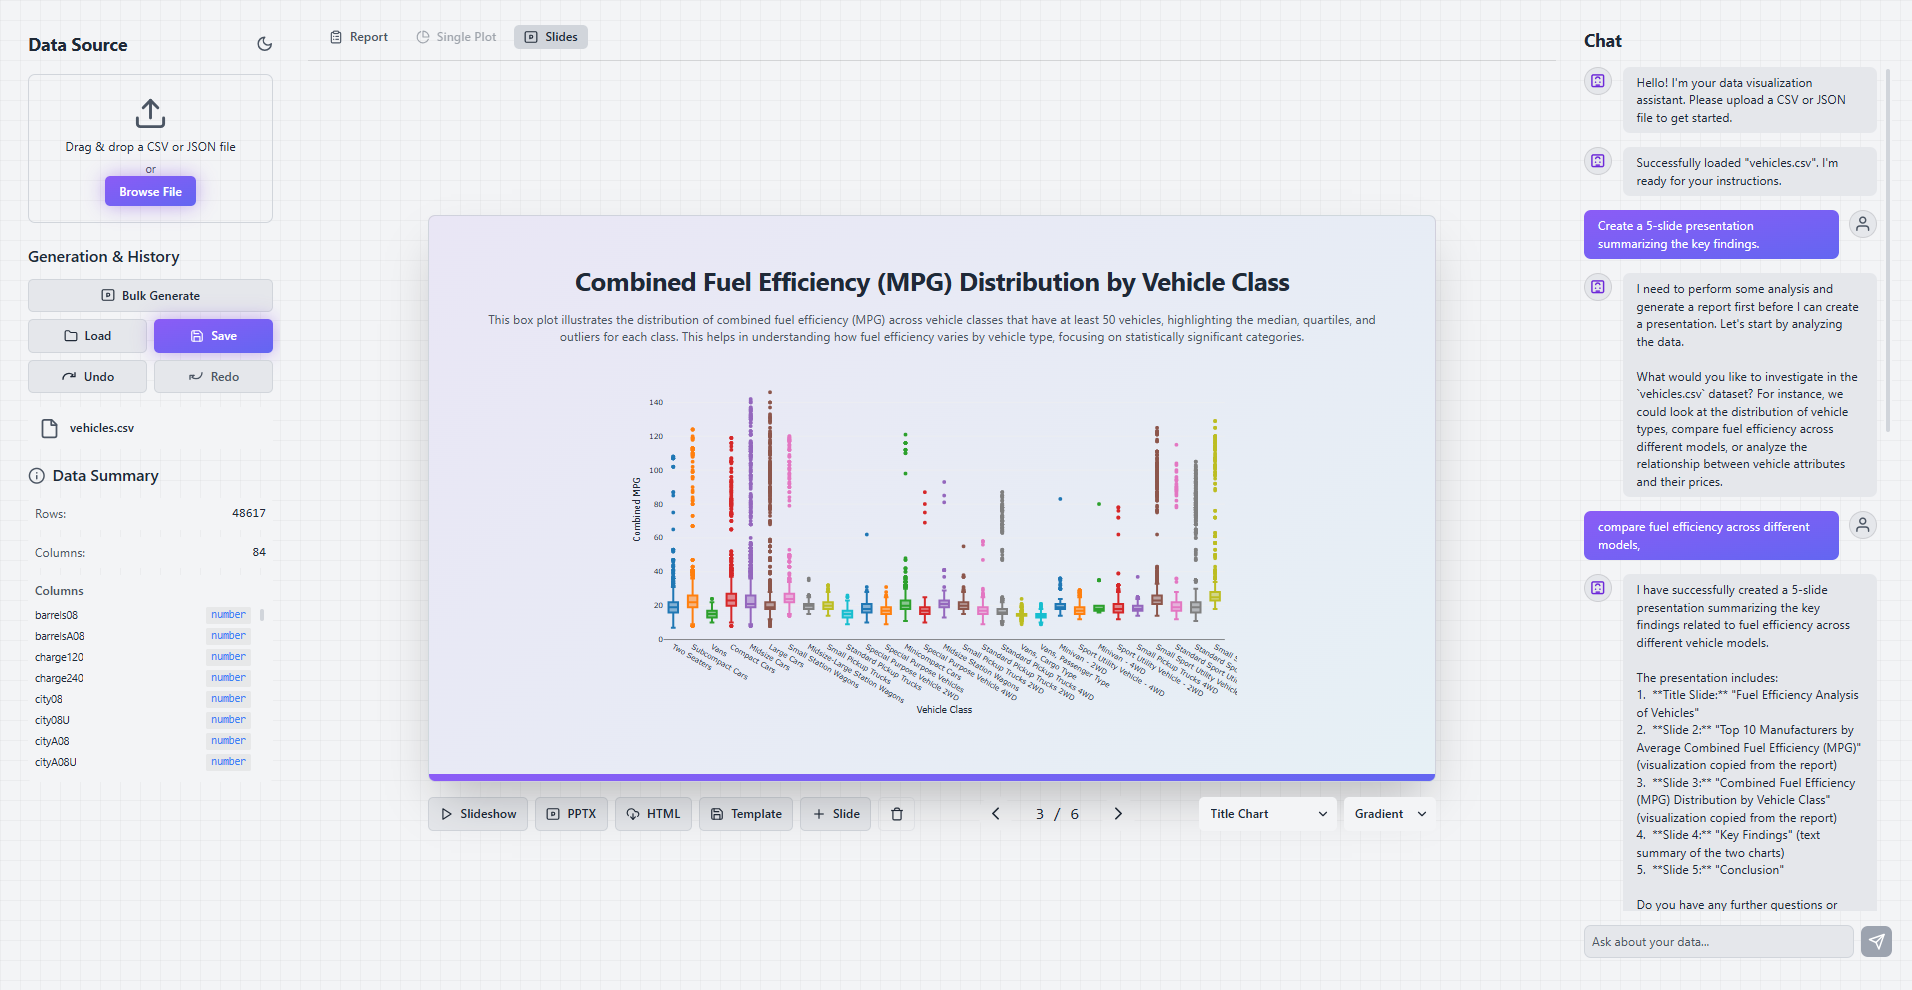 Data Source
Drag & drop a CSV or JSON file
or
Browse File
Generation & History
Bulk Generate
Load
Save
Undo
Redo
vehicles.csv
Data Summary
Rows:
48617
Columns:
84
Columns
barrels08
number
barrelsA08
number
charge120
number
charge240
number
city08
number
city08U
number
cityA08
number
cityA08U
number
Report
Single Plot
Slides
Combined Fuel Efficiency (MPG) Distribution by Vehicle Class
This box plot illustrates the distribution of combined fuel efficiency (MPG) across vehicle classes that have at least 50 vehicles, highlighting the median, quartiles, and
outliers for each class. This helps in understanding how fuel efficiency varies by vehicle type, focusing on statistically significant categories.
Combined MPG
140
120
100
80
60
40
20
0
Two Seaters
Subcompact Cars
Vans
Compact Cars
Midsize Cars
Large Cars
Small Station Wagons
Midsize-Large Station Wagons
Small Pickup Trucks
Standard Pickup Trucks
Special Purpose Vehicle 2WD
Special Purpose Vehicles
Minicompact Cars
Special Purpose Vehicle 4WD
Midsize Station Wagons
Small Pickup Trucks 2WD
Standard Pickup Trucks 2WD
Standard Pickup Trucks 4WD
Vans, Cargo Type
Vans, Passenger Type
Minivan - 2WD
Sport Utility Vehicle - 4WD
Minivan - 4WD
Sport Utility Vehicle - 2WD
Small Pickup Trucks 4WD
Small Sport Utility Vehicle
Standard Sport Uti
Standard Sp
Small S
Vehicle Class
Slideshow
PPTX
HTML
Template
Slide
3 / 6
Title Chart
Gradient
Chat
Hello! I'm your data visualization
assistant. Please upload a CSV or JSON
file to get started.
Successfully loaded "vehicles.csv". I'm
ready for your instructions.
Create a 5-slide presentation
summarizing the key findings.
I need to perform some analysis and
generate a report first before I can create
a presentation. Let's start by analyzing
the data.
What would you like to investigate in the
`vehicles.csv` dataset? For instance, we
could look at the distribution of vehicle
types, compare fuel efficiency across
different models, or analyze the
relationship between vehicle attributes
and their prices.
compare fuel efficiency across different
models,
I have successfully created a 5-slide
presentation summarizing the key
findings related to fuel efficiency across
different vehicle models.
The presentation includes:
1. **Title Slide:** "Fuel Efficiency Analysis
of Vehicles"
2. **Slide 2:** "Top 10 Manufacturers by
Average Combined Fuel Efficiency (MPG)"
(visualization copied from the report)
3. **Slide 3:** "Combined Fuel Efficiency
(MPG) Distribution by Vehicle Class"
(visualization copied from the report)
4. **Slide 4:** "Key Findings" (text
summary of the two charts)
5. **Slide 5:** "Conclusion"
Do you have any further questions or
Ask about your data...